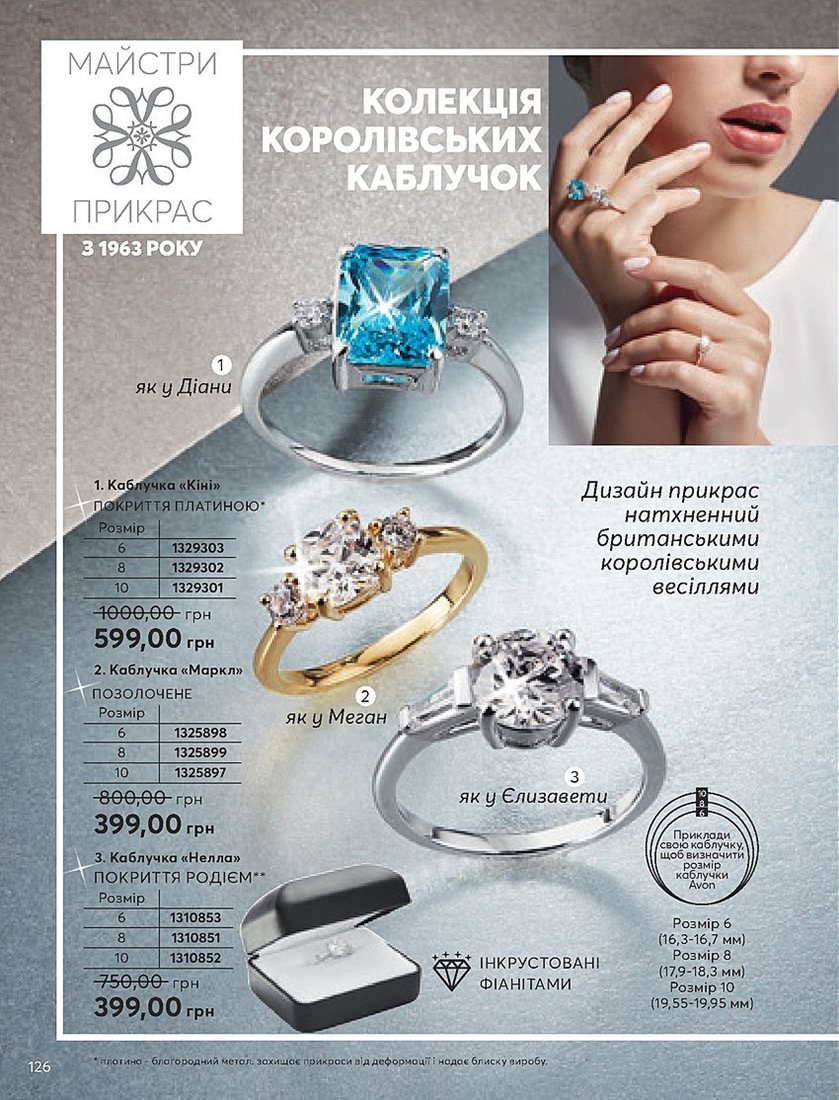 МАЙСТРИ
ПРИКРАС
З 1963 РОКУ
КОЛЕКЦІЯ
КОРОЛІВСЬКИХ
КАБЛУЧОК
1
як у Діани
1. Каблучка «Кіні»
ПОКРИТТЯ ПЛАТИНОЮ*
Розмір
6 1329303
8 1329302
10 1329301
1000,00 грн
599,00 грн
Дизайн прикрас
натхненний
британськими
королівськими
весіллями
2. Каблучка «Маркл»
ПОЗОЛОЧЕНЕ
Розмір
6 1325898
8 1325899
10 1325897
800,00 грн
399,00 грн
2
як у Меган
3
як у Єлизавети
3. Каблучка «Нелла»
ПОКРИТТЯ РОДІЄМ**
Розмір
6 1310853
8 1310851
10 1310852
750,00 грн
399,00 грн
ІНКРУСТОВАНІ
ФІАНІТАМИ
10
8
6
Приклади
свою каблучку,
щоб визначити
розмір
каблучки
Avon
Розмір 6
(16,3-16,7 мм)
Розмір 8
(17,9-18,3 мм)
Розмір 10
(19,55-19,95 мм)
126
* платина - благородний метал, захищає прикраси від деформації і надає блиску виробу.